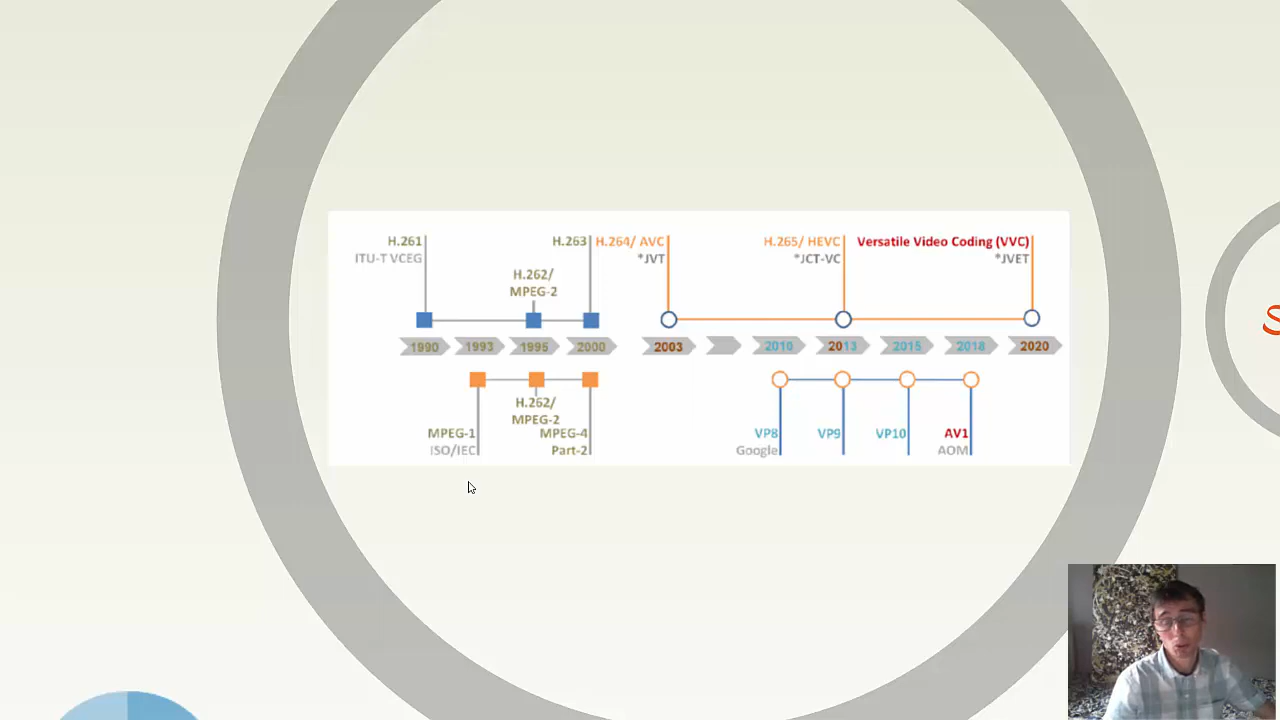 H.261
ITU-T VCEG
H.262/
MPEG-2
H.263
H.264/ AVC
*JVT
H.265/ HEVC
*JCT-VC
Versatile Video Coding (VVC)
*JVET
1990 1993 1995 2000 2003 2010 2013 2015 2018 2020
MPEG-1
ISO/IEC
H.262/
MPEG-2
MPEG-4
Part-2
VP8
Google
VP9
VP10
AV1
AOM
S